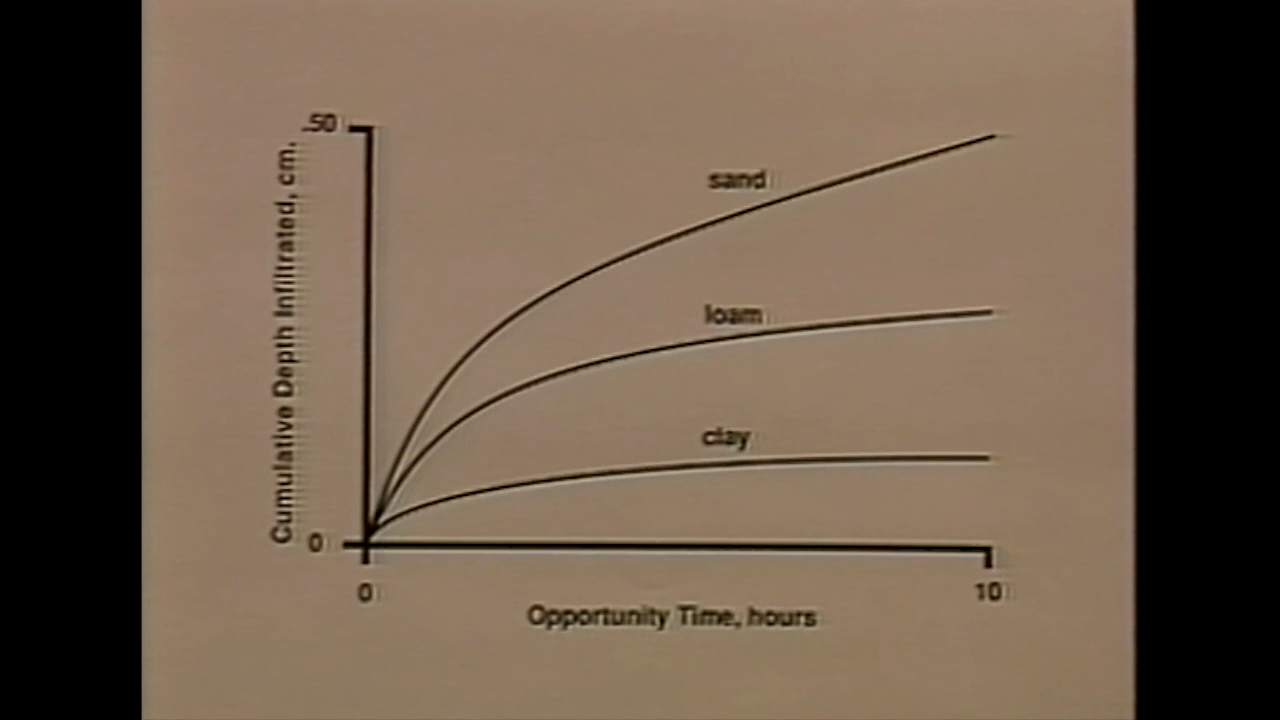 .50
Cumulative Depth Infiltrated, cm.
sand
loam
clay
0
0
10
Opportunity Time, hours